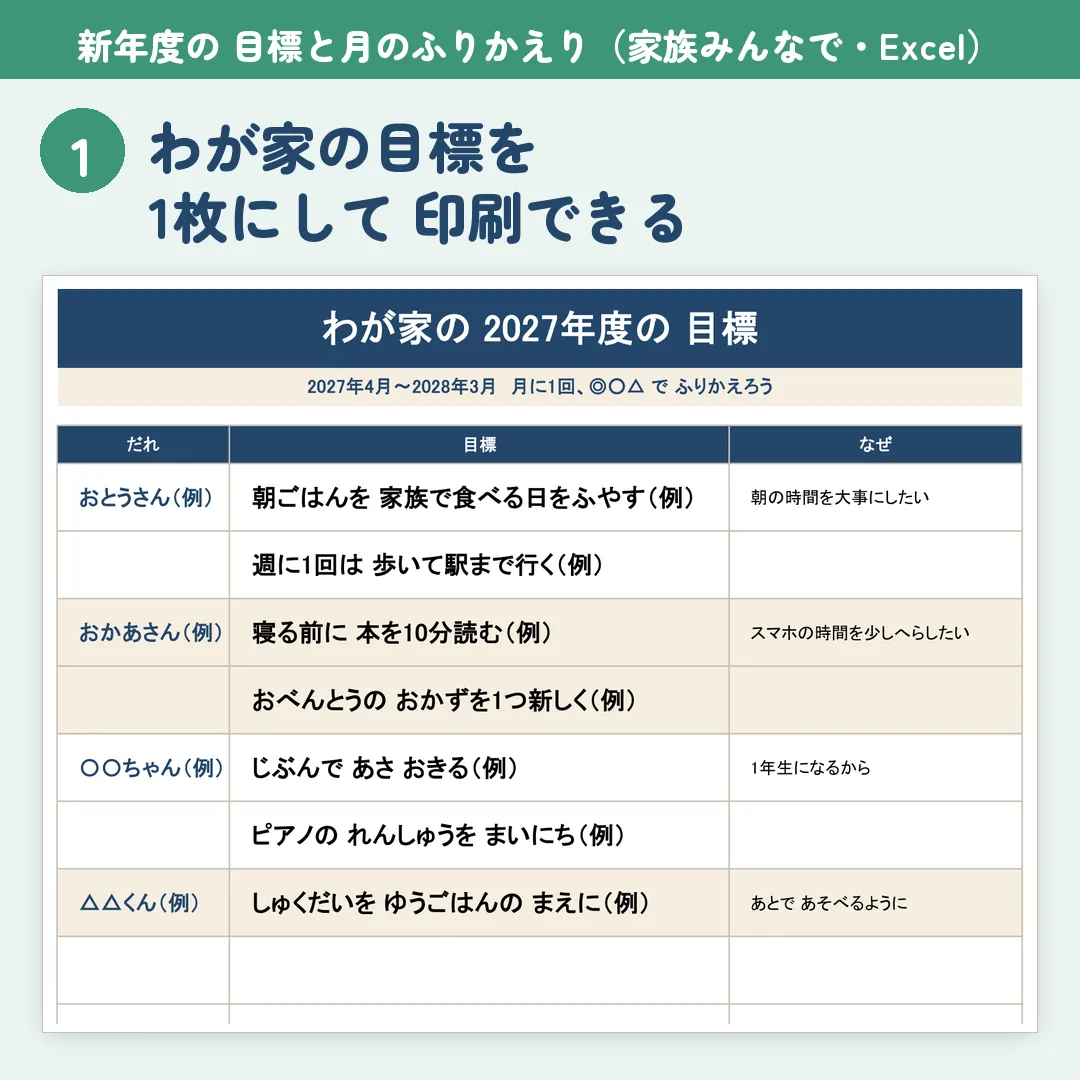 新年度の 目標と月のふりかえり（家族みんなで・Excel）
1
わが家の目標を
1枚にして 印刷できる
わが家の 2027年度の 目標
2027年4月～2028年3月　月に1回、◎〇△ で ふりかえろう
だれ 目標 なぜ
おとうさん（例） 朝ごはんを 家族で食べる日をふやす（例） 朝の時間を大事にしたい
週に1回は 歩いて駅まで行く（例）
おかあさん（例） 寝る前に 本を10分読む（例） スマホの時間を少しへらしたい
おべんとうの おかずを1つ新しく（例）
〇〇ちゃん（例） じぶんで あさ おきる（例） 1年生になるから
ピアノの れんしゅうを まいにち（例）
△△くん（例） しゅくだいを ゆうごはんの まえに（例） あとで あそべるように